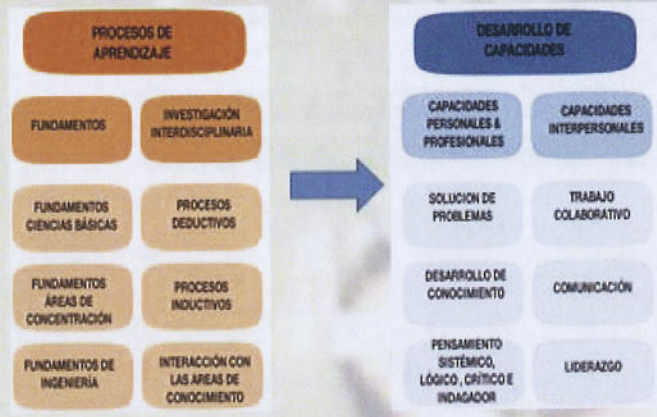 PROCESOS DE
APRENDIZAJE
FUNDAMENTOS
INVESTIGACIÓN
INTERDISCIPLINARIA
FUNDAMENTOS
CIENCIAS BÁSICAS
PROCESOS
DEDUCTIVOS
FUNDAMENTOS
ÁREAS DE
CONCENTRACIÓN
PROCESOS
INDUCTIVOS
FUNDAMENTOS DE
INGENIERÍA
INTERACCIÓN CON
LAS AREAS DE
CONOCIMIENTO
DESARROLLO DE
CAPACIDADES
CAPACIDADES
PERSONALES &
PROFESIONALES
CAPACIDADES
INTERPERSONALES
SOLUCION DE
PROBLEMAS
TRABAJO
COLABORATIVO
DESARROLLO DE
CONOCIMIENTO
COMUNICACIÓN
PENSAMIENTO
SISTÉMICO,
LÓGICO , CRÍTICO E
INDAGADOR
LIDERAZGO